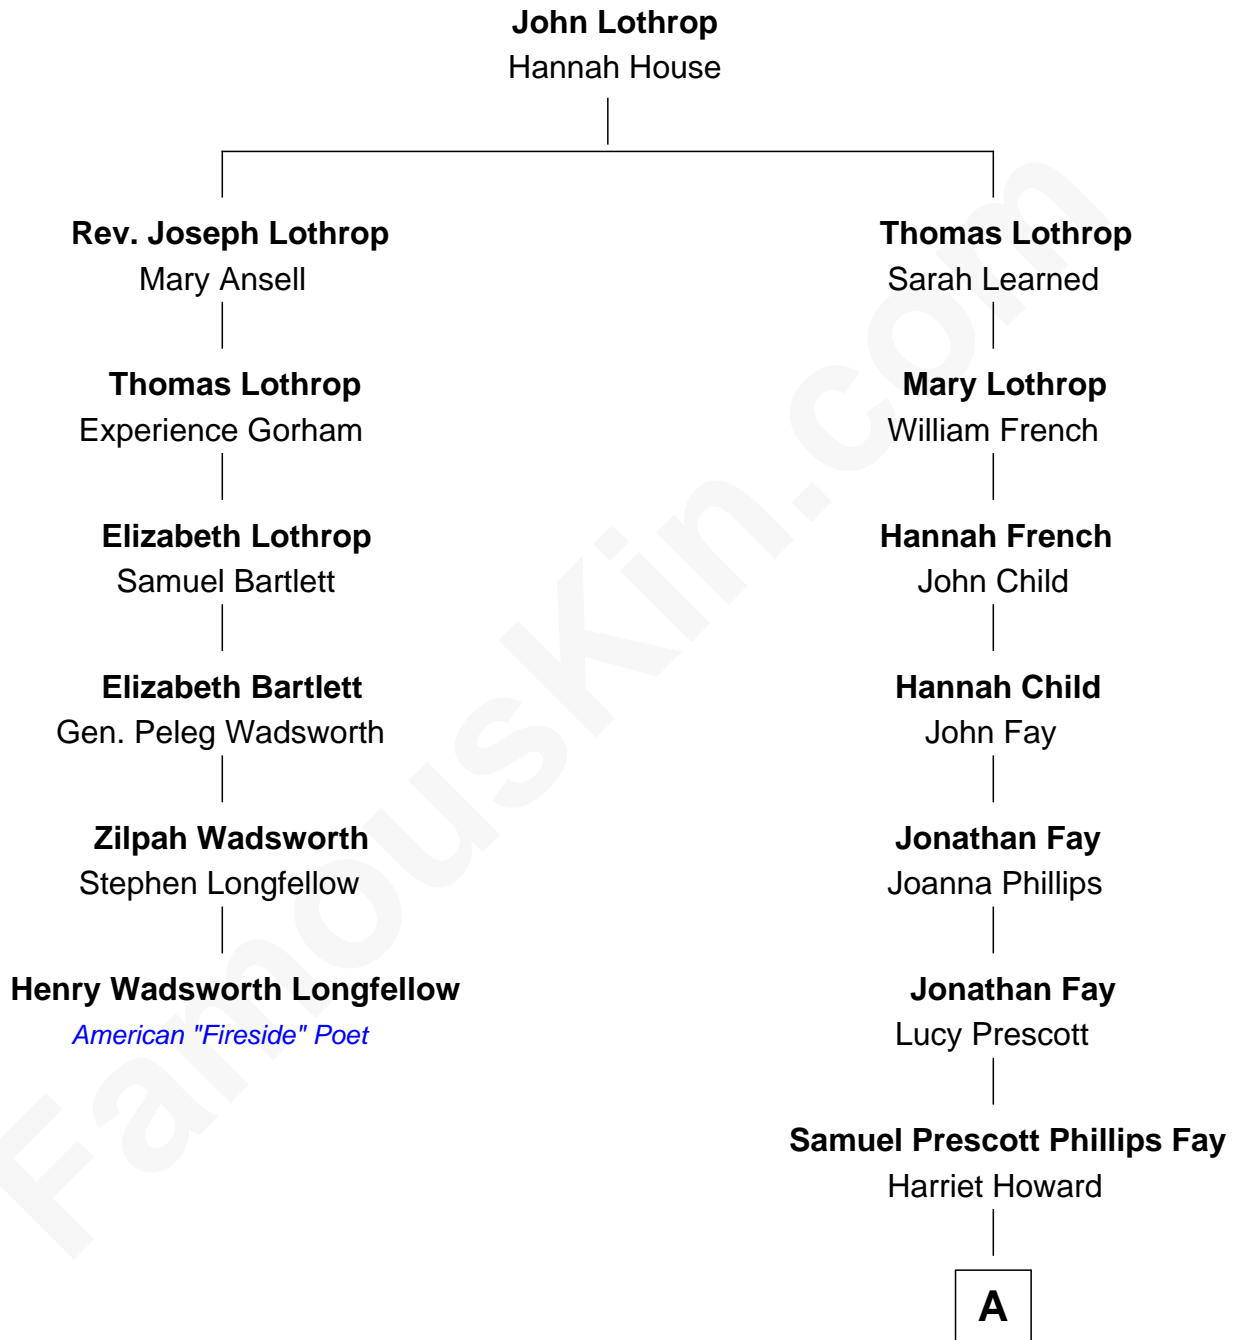 John Lothrop
Hannah House
Rev. Joseph Lothrop
Mary Ansell
Thomas Lothrop
Experience Gorham
Elizabeth Lothrop
Samuel Bartlett
Elizabeth Bartlett
Gen. Peleg Wadsworth
Zilpah Wadsworth
Stephen Longfellow
Henry Wadsworth Longfellow
American "Fireside" Poet
Thomas Lothrop
Sarah Learned
Mary Lothrop
William French
Hannah French
John Child
Hannah Child
John Fay
Jonathan Fay
Joanna Phillips
Jonathan Fay
Lucy Prescott
Samuel Prescott Phillips Fay
Harriet Howard
A
FamousKin.com